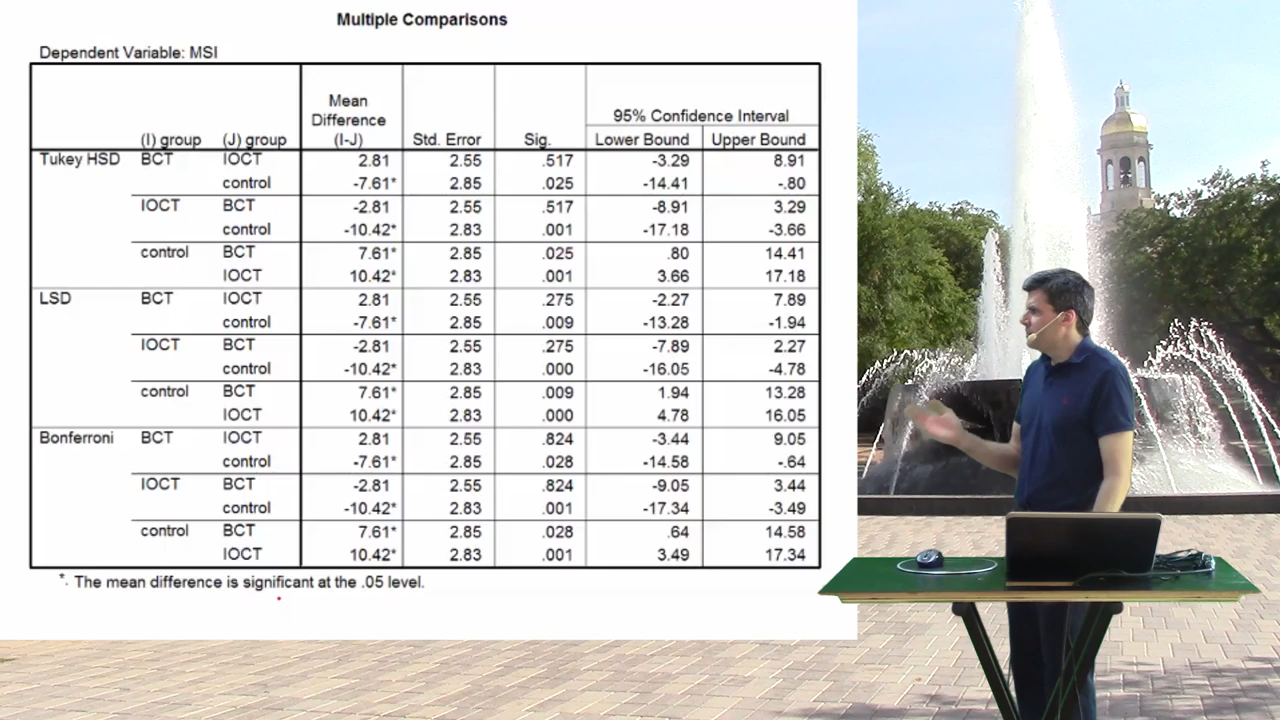 Multiple Comparisons
Dependent Variable: MSI
(I) group (J) group Mean Difference (I-J) Std. Error Sig. 95% Confidence Interval
Lower Bound Upper Bound
Tukey HSD BCT IOCT 2.81 2.55 .517 -3.29 8.91
control -7.61* 2.85 .025 -14.41 -.80
IOCT BCT -2.81 2.55 .517 -8.91 3.29
control -10.42* 2.83 .001 -17.18 -3.66
control BCT 7.61* 2.85 .025 .80 14.41
IOCT 10.42* 2.83 .001 3.66 17.18
LSD BCT IOCT 2.81 2.55 .275 -2.27 7.89
control -7.61* 2.85 .009 -13.28 -1.94
IOCT BCT -2.81 2.55 .275 -7.89 2.27
control -10.42* 2.83 .000 -16.05 -4.78
control BCT 7.61* 2.85 .009 1.94 13.28
IOCT 10.42* 2.83 .000 4.78 16.05
Bonferroni BCT IOCT 2.81 2.55 .824 -3.44 9.05
control -7.61* 2.85 .028 -14.58 -.64
IOCT BCT -2.81 2.55 .824 -9.05 3.44
control -10.42* 2.83 .001 -17.34 -3.49
control BCT 7.61* 2.85 .028 .64 14.58
IOCT 10.42* 2.83 .001 3.49 17.34
*. The mean difference is significant at the .05 level.